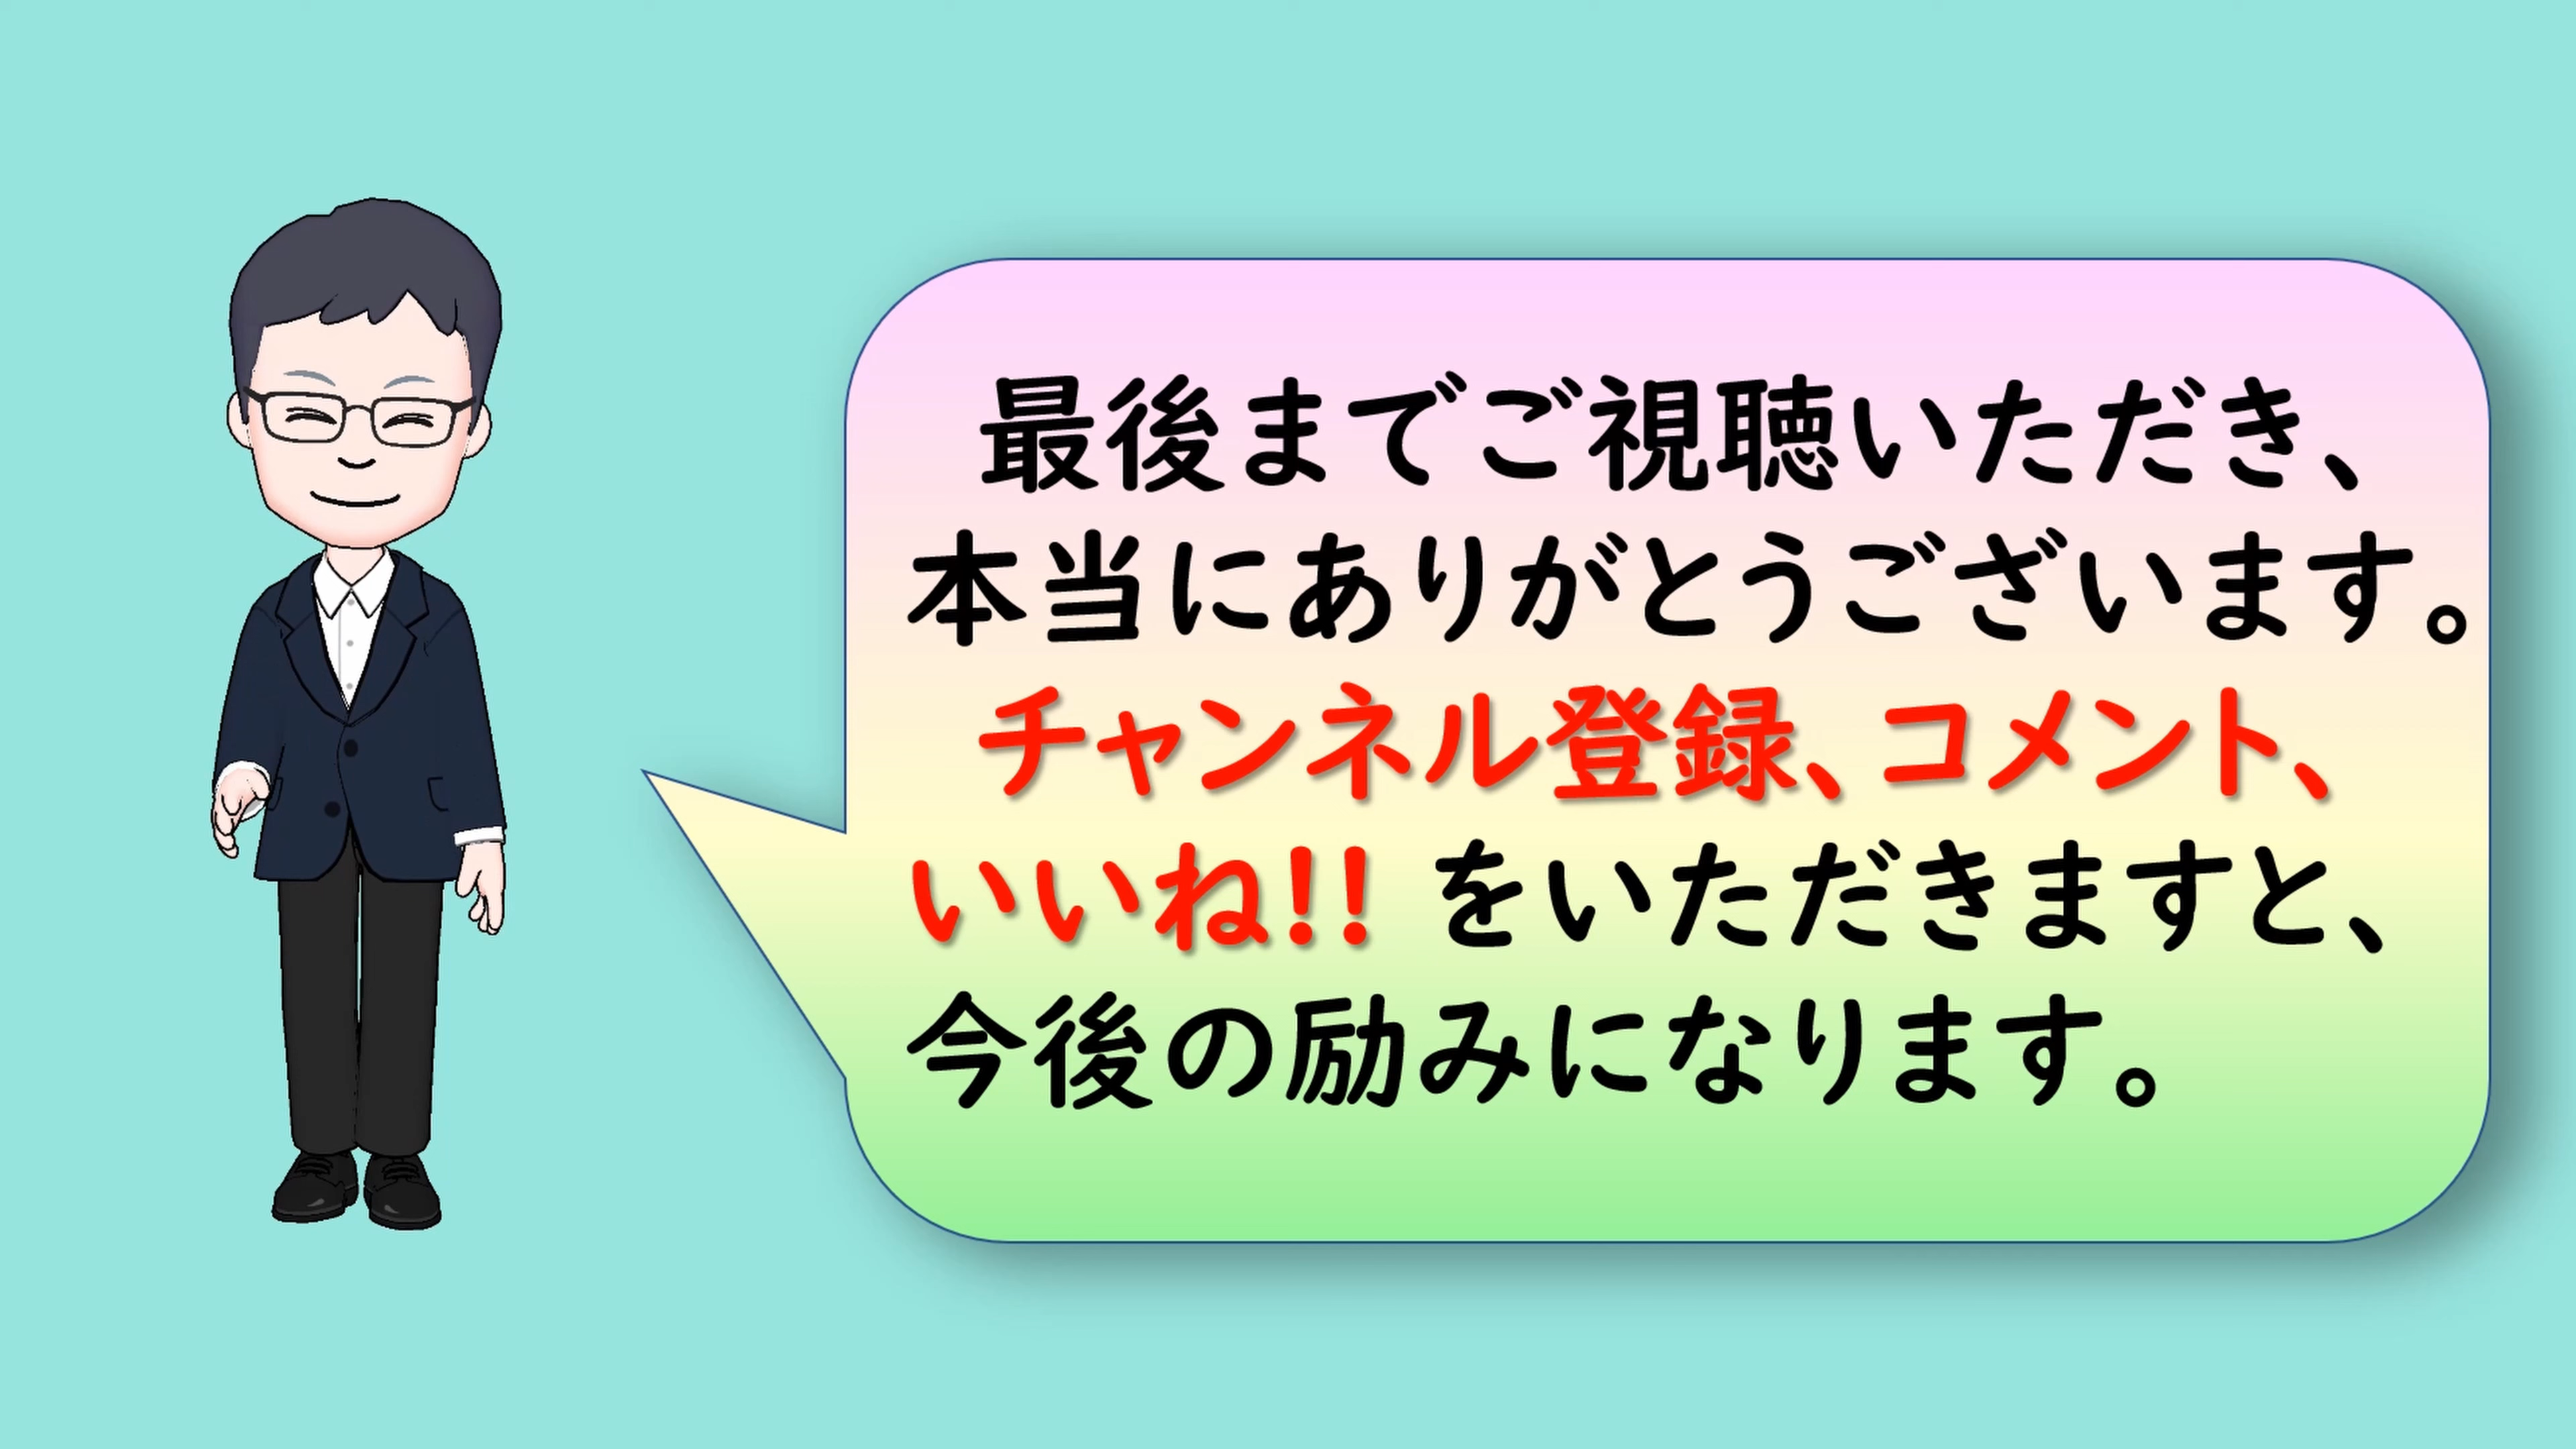 最後までご視聴いただき、
本当にありがとうございます。
チャンネル登録、コメント、
いいね!! をいただきますと、
今後の励みになります。